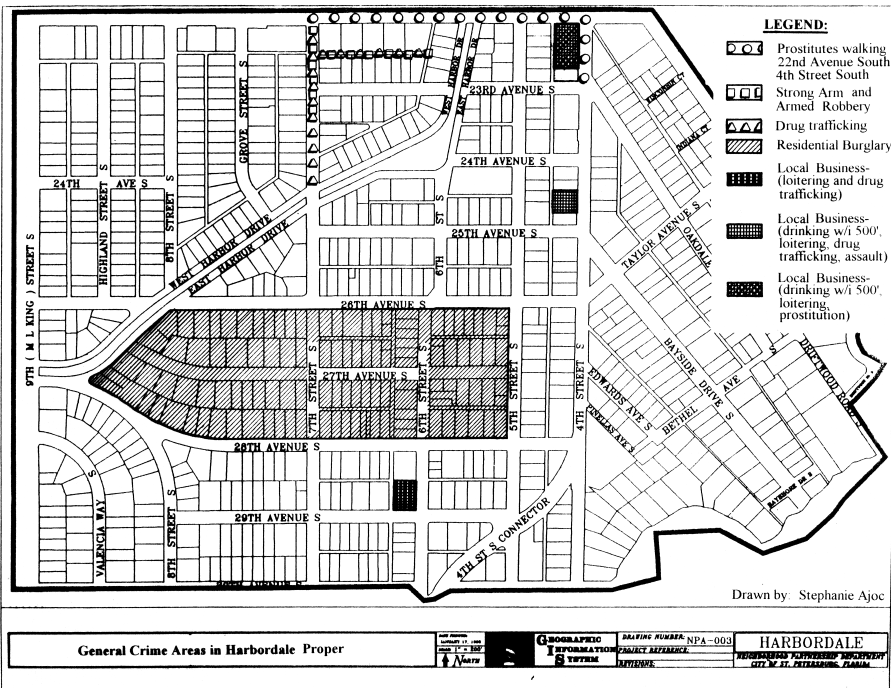 LEGEND:
Prostitutes walking
22nd Avenue South
4th Street South
Strong Arm and
Armed Robbery
Drug trafficking
Residential Burglary
Local Business-
(loitering and drug
trafficking)
Local Business-
(drinking w/i 500',
loitering, drug
trafficking, assault)
Local Business-
(drinking w/i 500',
loitering,
prostitution)
WEST HARBOR DR
EAST HARBOR DR
23RD AVENUE S
WISCONSIN CT
INDIANA CT
GROVE STREET S
24TH AVENUE S
24TH AVE S
HIGHLAND STREET S
8TH STREET S
6TH ST S
25TH AVENUE S
TAYLOR AVENUE S
OAKDALE
WEST HARBOR DRIVE
EAST HARBOR DRIVE
9TH ( M L KING ) STREET S
26TH AVENUE S
27TH AVENUE S
7TH STREET S
6TH STREET S
5TH STREET S
4TH STREET S
BAYSIDE DRIVE S
DRIFTWOOD ROAD S
EDWARDS AVE S
BETHEL AVE
PINELLAS AVE S
28TH AVENUE S
VALENCIA WAY S
8TH STREET S
29TH AVENUE S
4TH ST S CONNECTOR
Drawn by: Stephanie Ajoc
General Crime Areas in Harbordale Proper
SCALE 1" = 200'
NORTH
GEOGRAPHIC
INFORMATION
SYSTEM
DRAWING NUMBER: NPA-003
PROJECT REFERENCE:
REVISIONS:
HARBORDALE
NEIGHBORHOOD PARTNERSHIP DEPARTMENT
CITY OF ST. PETERSBURG, FLORIDA